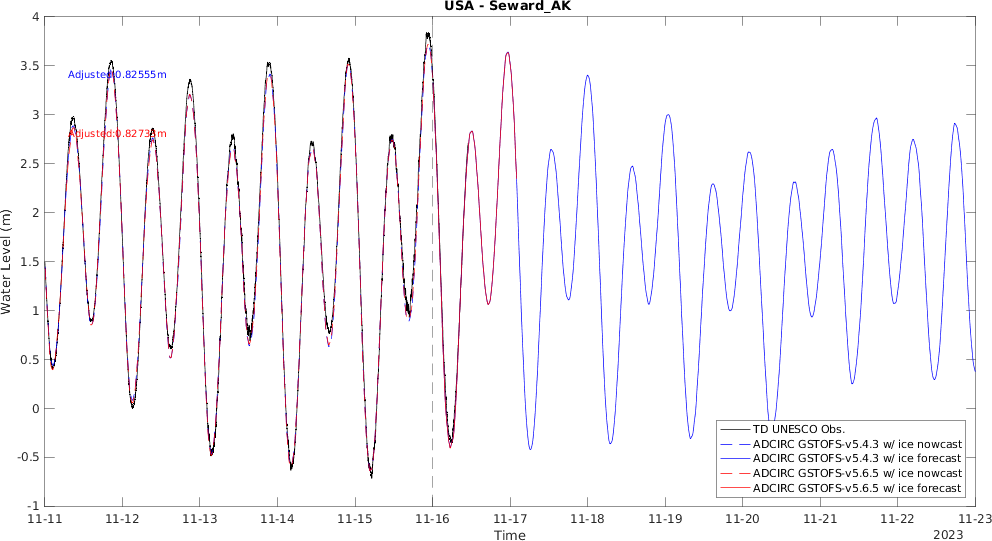 USA - Seward_AK
4
3.5
3
2.5
2
1.5
1
0.5
0
-0.5
-1
Water Level (m)
Adjusted:0.82555m
Adjusted:0.8273 m
TD UNESCO Obs.
ADCIRC GSTOFS-v5.4.3 w/ ice nowcast
ADCIRC GSTOFS-v5.4.3 w/ ice forecast
ADCIRC GSTOFS-v5.6.5 w/ ice nowcast
ADCIRC GSTOFS-v5.6.5 w/ ice forecast
11-11 11-12 11-13 11-14 11-15 11-16 11-17 11-18 11-19 11-20 11-21 11-22 11-23
Time
2023